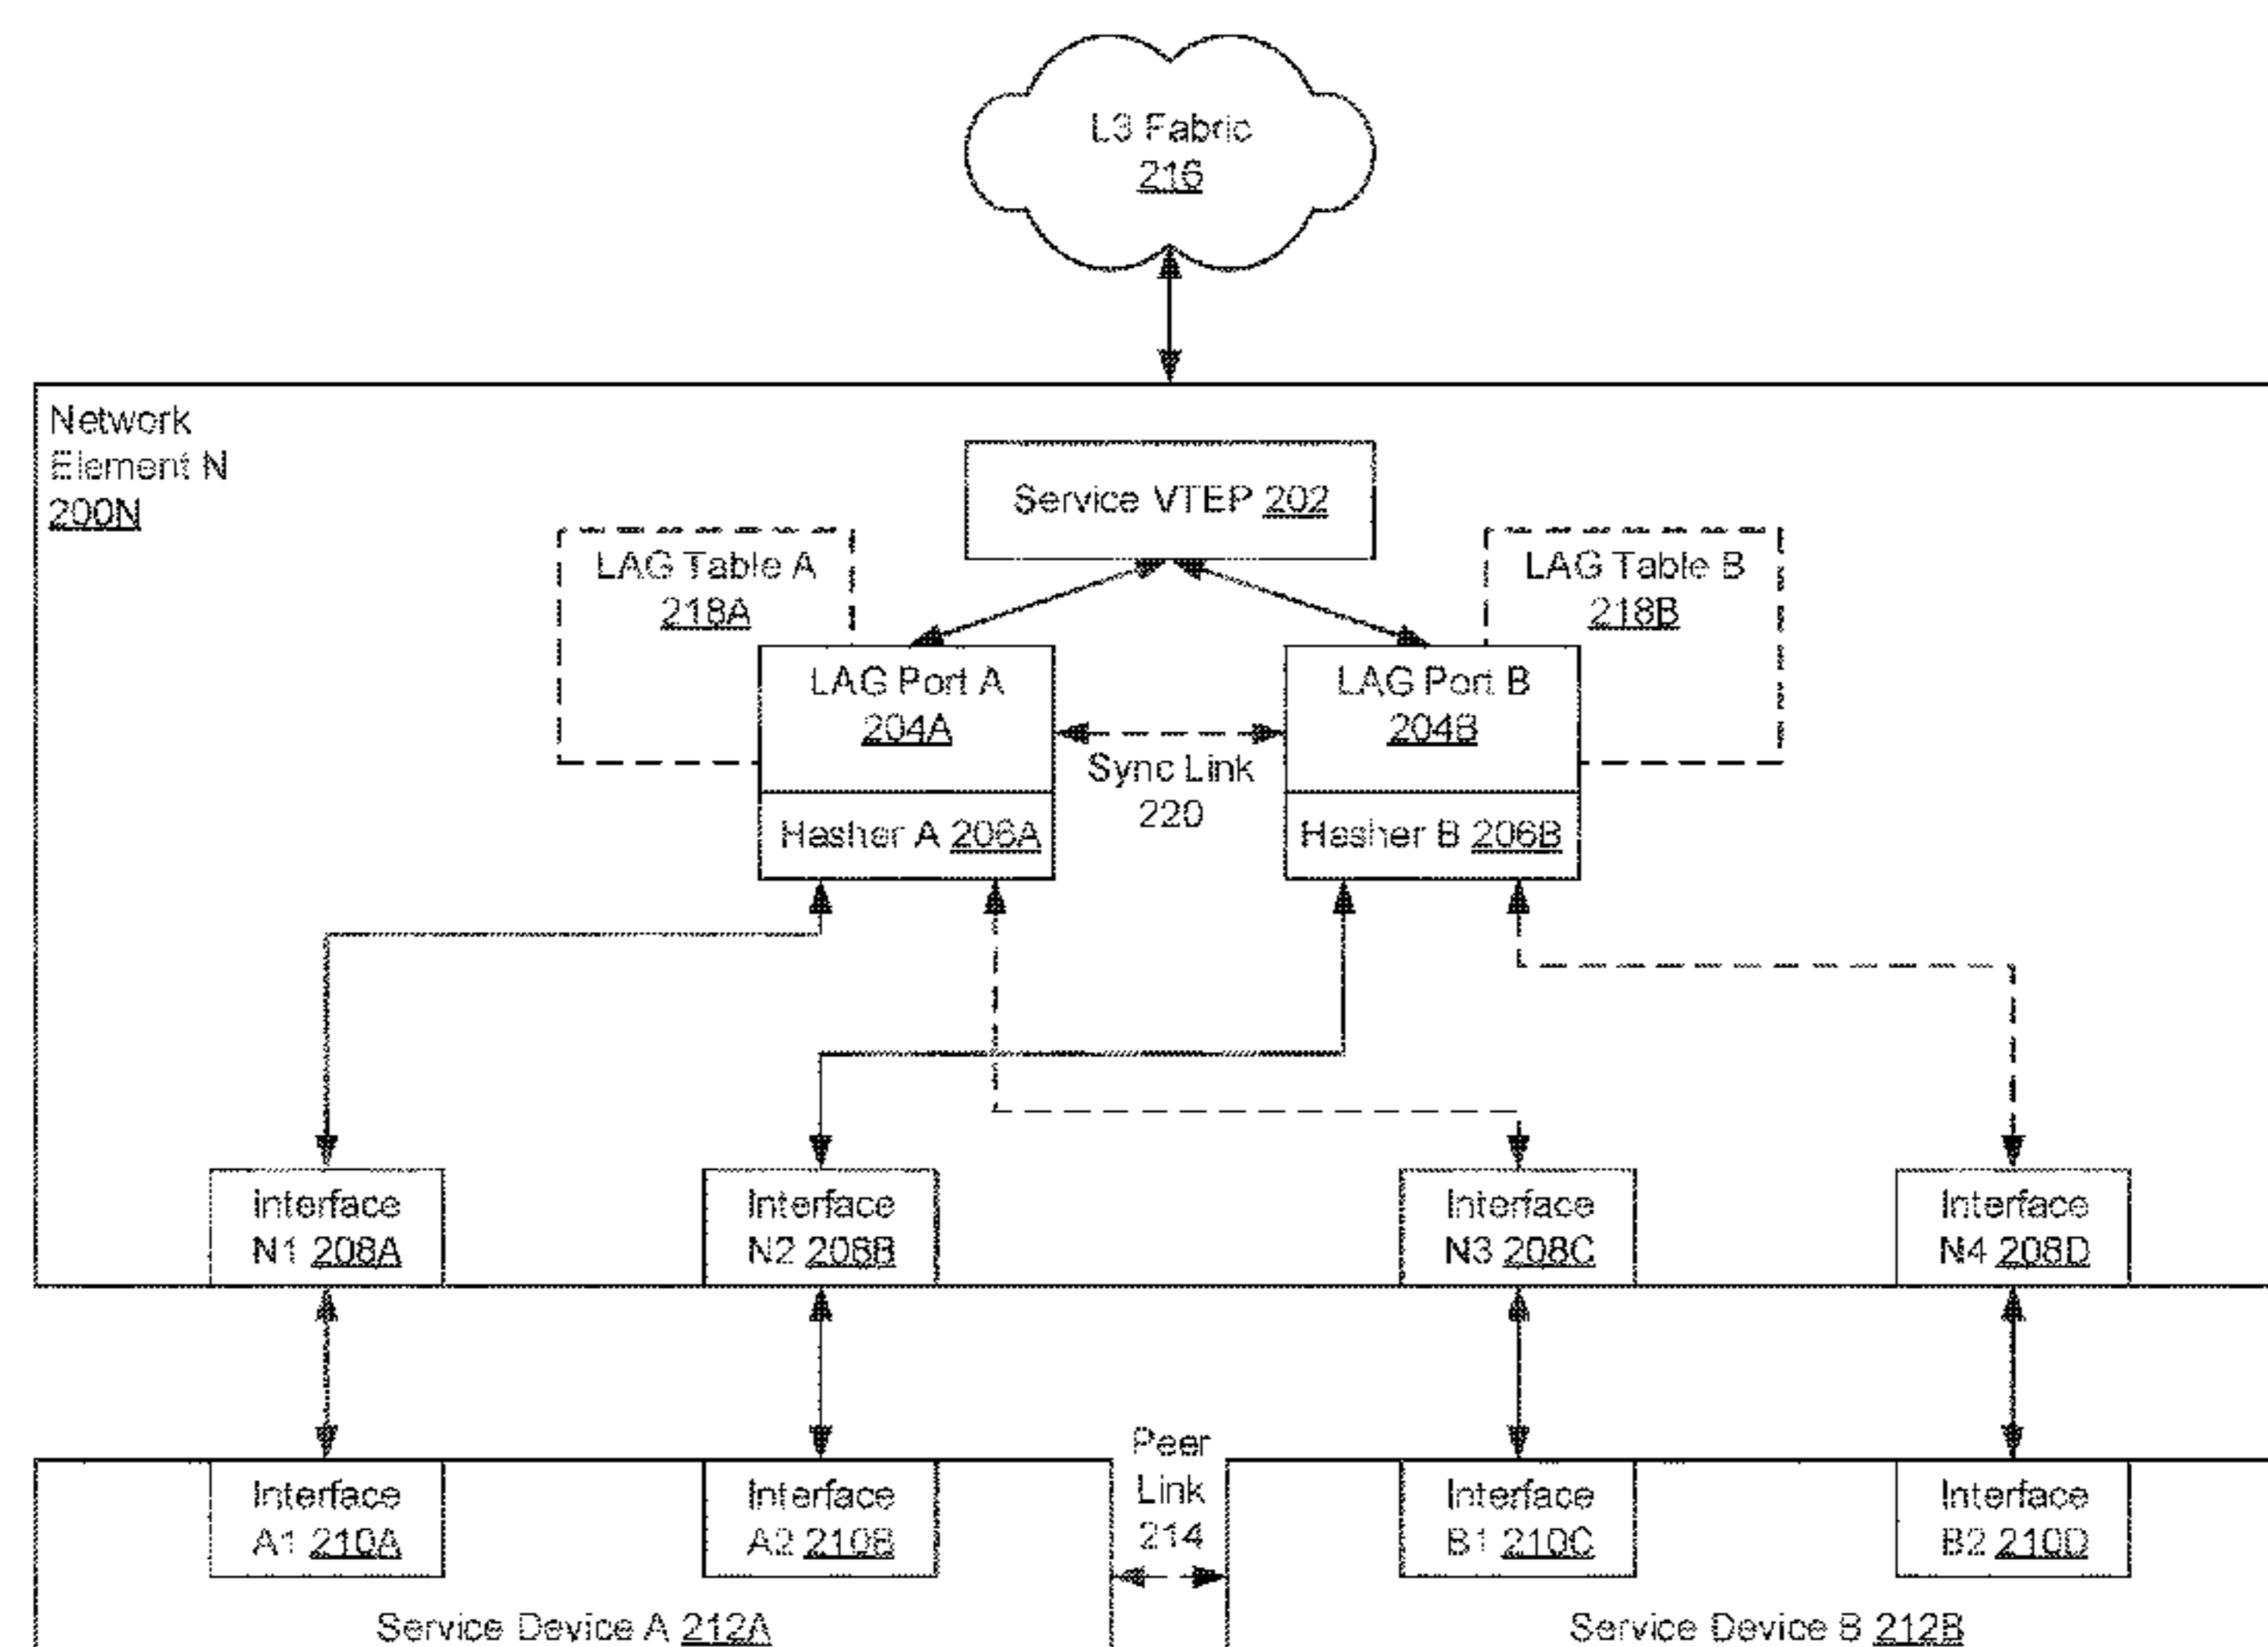 L3 Fabric
216
Network
Element N
200N
Service VTEP 202
LAG Table A
218A
LAG Table B
218B
LAG Port A
204A
LAG Port B
204B
Sync Link
220
Hasher A 206A
Hasher B 206B
Interface
N1 208A
Interface
N2 208B
Interface
N3 208C
Interface
N4 208D
Peer
Link
214
Interface
A1 210A
Interface
A2 210B
Interface
B1 210C
Interface
B2 210D
Service Device A 212A
Service Device B 212B